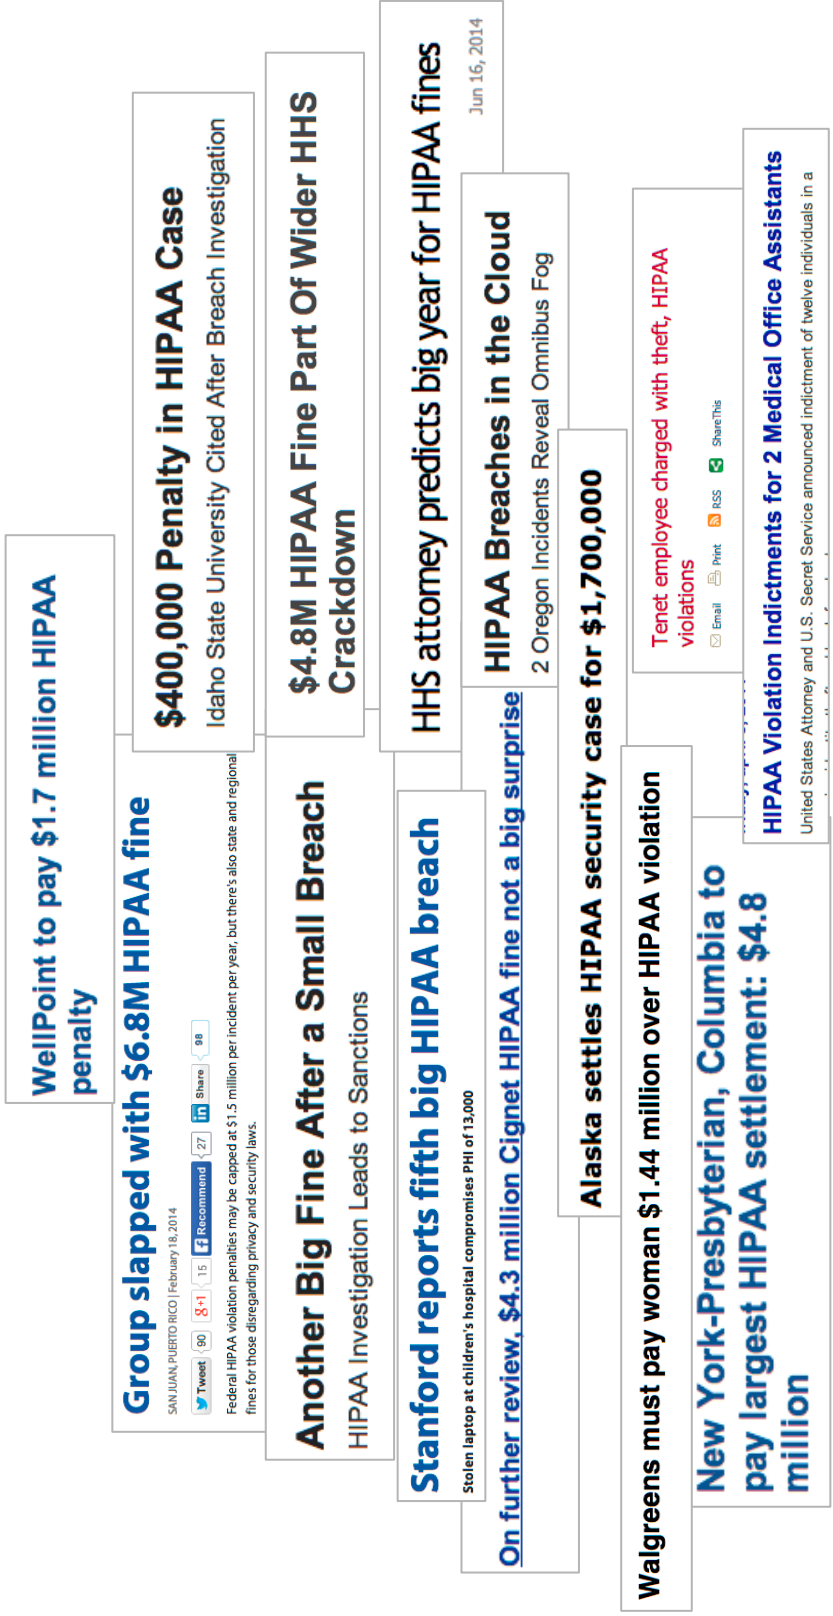 WellPoint to pay $1.7 million HIPAA
penalty
Group slapped with $6.8M HIPAA fine
SAN JUAN, PUERTO RICO | February 18, 2014
Tweet 90 g+1 15 Recommend 27 in Share 98
Federal HIPAA violation penalties may be capped at $1.5 million per incident per year, but there's also state and regional
fines for those disregarding privacy and security laws.
$400,000 Penalty in HIPAA Case
Idaho State University Cited After Breach Investigation
Another Big Fine After a Small Breach
HIPAA Investigation Leads to Sanctions
$4.8M HIPAA Fine Part Of Wider HHS
Crackdown
Stanford reports fifth big HIPAA breach
Stolen laptop at children's hospital compromises PHI of 13,000
HHS attorney predicts big year for HIPAA fines
Jun 16, 2014
On further review, $4.3 million Cignet HIPAA fine not a big surprise
HIPAA Breaches in the Cloud
2 Oregon Incidents Reveal Omnibus Fog
Alaska settles HIPAA security case for $1,700,000
Walgreens must pay woman $1.44 million over HIPAA violation
Tenet employee charged with theft, HIPAA
violations
Email Print RSS ShareThis
New York-Presbyterian, Columbia to
pay largest HIPAA settlement: $4.8
million
HIPAA Violation Indictments for 2 Medical Office Assistants
United States Attorney and U.S. Secret Service announced indictment of twelve individuals in a